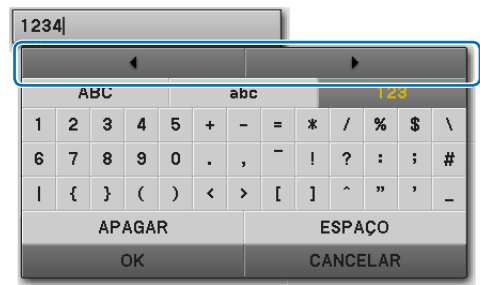 1234
◀ ▶
ABC abc 123
1 2 3 4 5 + - = * / % $ \
6 7 8 9 0 . , ‾ ! ? : ; #
| { } ( ) < > [ ] ^ " ' _
APAGAR ESPAÇO
OK CANCELAR